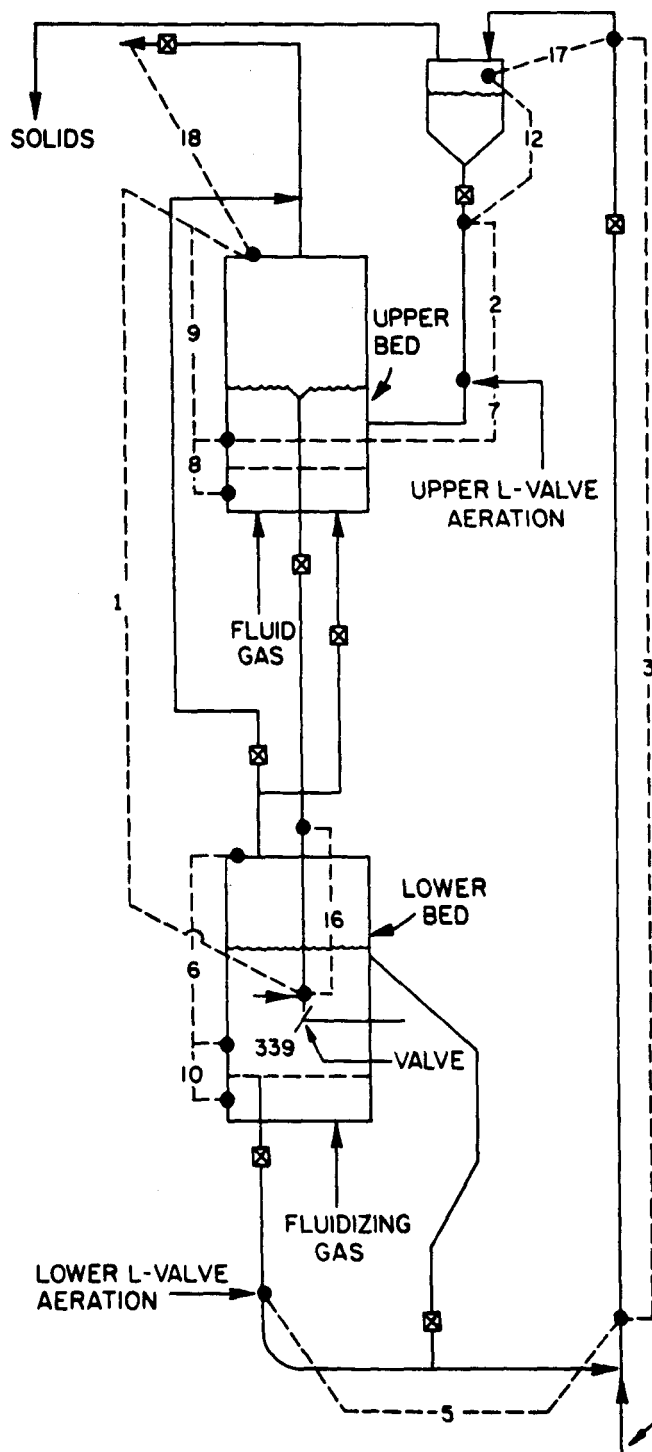 17
SOLIDS
18
12
2
UPPER
BED
9
7
8
UPPER L-VALVE
AERATION
1
FLUID
GAS
3
LOWER
BED
16
6
339
VALVE
10
FLUIDIZING
GAS
LOWER L-VALVE
AERATION
5